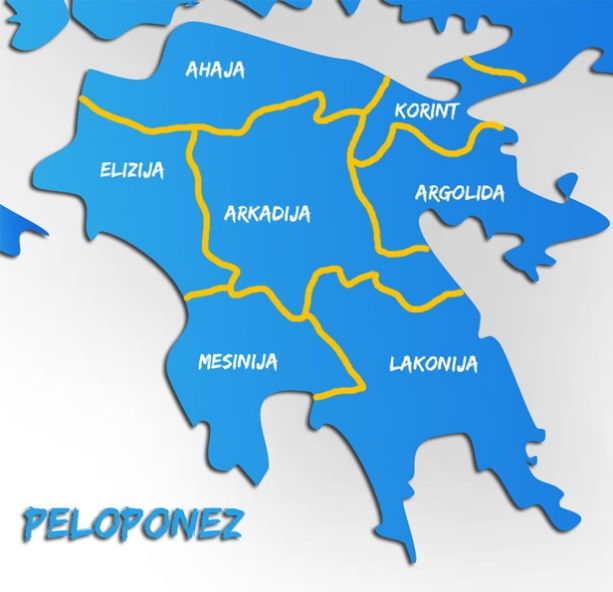 AHAJA
KORINT
ELIZIJA
ARKADIJA
ARGOLIDA
MESINIJA
LAKONIJA
PELOPONEZ